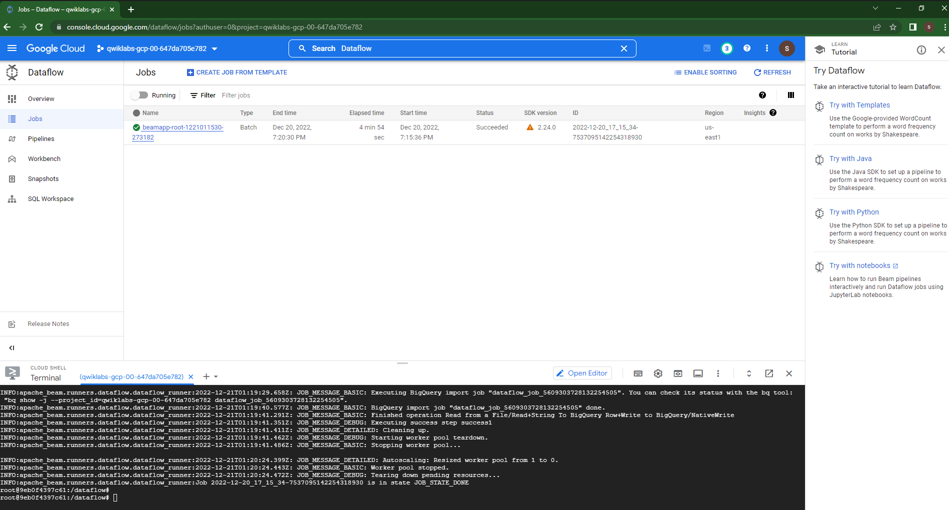 Jobs – Dataflow – qwiklabs-gcp-0
console.cloud.google.com/dataflow/jobs?authuser=0&project=qwiklabs-gcp-00-647da705e782
S
Google Cloud
qwiklabs-gcp-00-647da705e782
Search Dataflow
3
S
LEARN
Tutorial
Dataflow
Jobs
CREATE JOB FROM TEMPLATE
ENABLE SORTING
REFRESH
Overview
Jobs
Pipelines
Workbench
Snapshots
SQL Workspace
Release Notes
Running
Filter
Filter jobs
Name Type End time Elapsed time Start time Status SDK version ID Region Insights
beamapp-root-1221011530- Batch Dec 20, 2022, 4 min 54 Dec 20, 2022, Succeeded 2.24.0 2022-12-20_17_15_34- us-
273182 7:20:30 PM sec 7:15:36 PM 7537095142254318930 east1
Try Dataflow
Take an interactive tutorial to learn Dataflow.
Try with Templates
Use the Google-provided WordCount
template to perform a word frequency
count on works by Shakespeare.
Try with Java
Use the Java SDK to set up a pipeline to
perform a word frequency count on works
by Shakespeare.
Try with Python
Use the Python SDK to set up a pipeline to
perform a word frequency count on works
by Shakespeare.
Try with notebooks
Learn how to run Beam pipelines
interactively and run Dataflow jobs using
JupyterLab notebooks.
CLOUD SHELL
Terminal
(qwiklabs-gcp-00-647da705e782)
Open Editor
INFO:apache_beam.runners.dataflow.dataflow_runner:2022-12-21T01:19:29.658Z: JOB_MESSAGE_BASIC: Executing BigQuery import job "dataflow_job_5609303728132254505". You can check its status with the bq tool:
"bq show -j --project_id=qwiklabs-gcp-00-647da705e782 dataflow_job_5609303728132254505".
INFO:apache_beam.runners.dataflow.dataflow_runner:2022-12-21T01:19:40.577Z: JOB_MESSAGE_BASIC: BigQuery import job "dataflow_job_5609303728132254505" done.
INFO:apache_beam.runners.dataflow.dataflow_runner:2022-12-21T01:19:41.291Z: JOB_MESSAGE_BASIC: Finished operation Read from a File/Read+String To BigQuery Row+Write to BigQuery/NativeWrite
INFO:apache_beam.runners.dataflow.dataflow_runner:2022-12-21T01:19:41.351Z: JOB_MESSAGE_DEBUG: Executing success step success1
INFO:apache_beam.runners.dataflow.dataflow_runner:2022-12-21T01:19:41.411Z: JOB_MESSAGE_DETAILED: Cleaning up.
INFO:apache_beam.runners.dataflow.dataflow_runner:2022-12-21T01:19:41.462Z: JOB_MESSAGE_DEBUG: Starting worker pool teardown.
INFO:apache_beam.runners.dataflow.dataflow_runner:2022-12-21T01:19:41.486Z: JOB_MESSAGE_BASIC: Stopping worker pool...
INFO:apache_beam.runners.dataflow.dataflow_runner:2022-12-21T01:20:24.399Z: JOB_MESSAGE_DETAILED: Autoscaling: Resized worker pool from 1 to 0.
INFO:apache_beam.runners.dataflow.dataflow_runner:2022-12-21T01:20:24.443Z: JOB_MESSAGE_BASIC: Worker pool stopped.
INFO:apache_beam.runners.dataflow.dataflow_runner:2022-12-21T01:20:24.472Z: JOB_MESSAGE_DEBUG: Tearing down pending resources...
INFO:apache_beam.runners.dataflow.dataflow_runner:Job 2022-12-20_17_15_34-7537095142254318930 is in state JOB_STATE_DONE
root@9eb0f4397c61:/dataflow#
root@9eb0f4397c61:/dataflow#